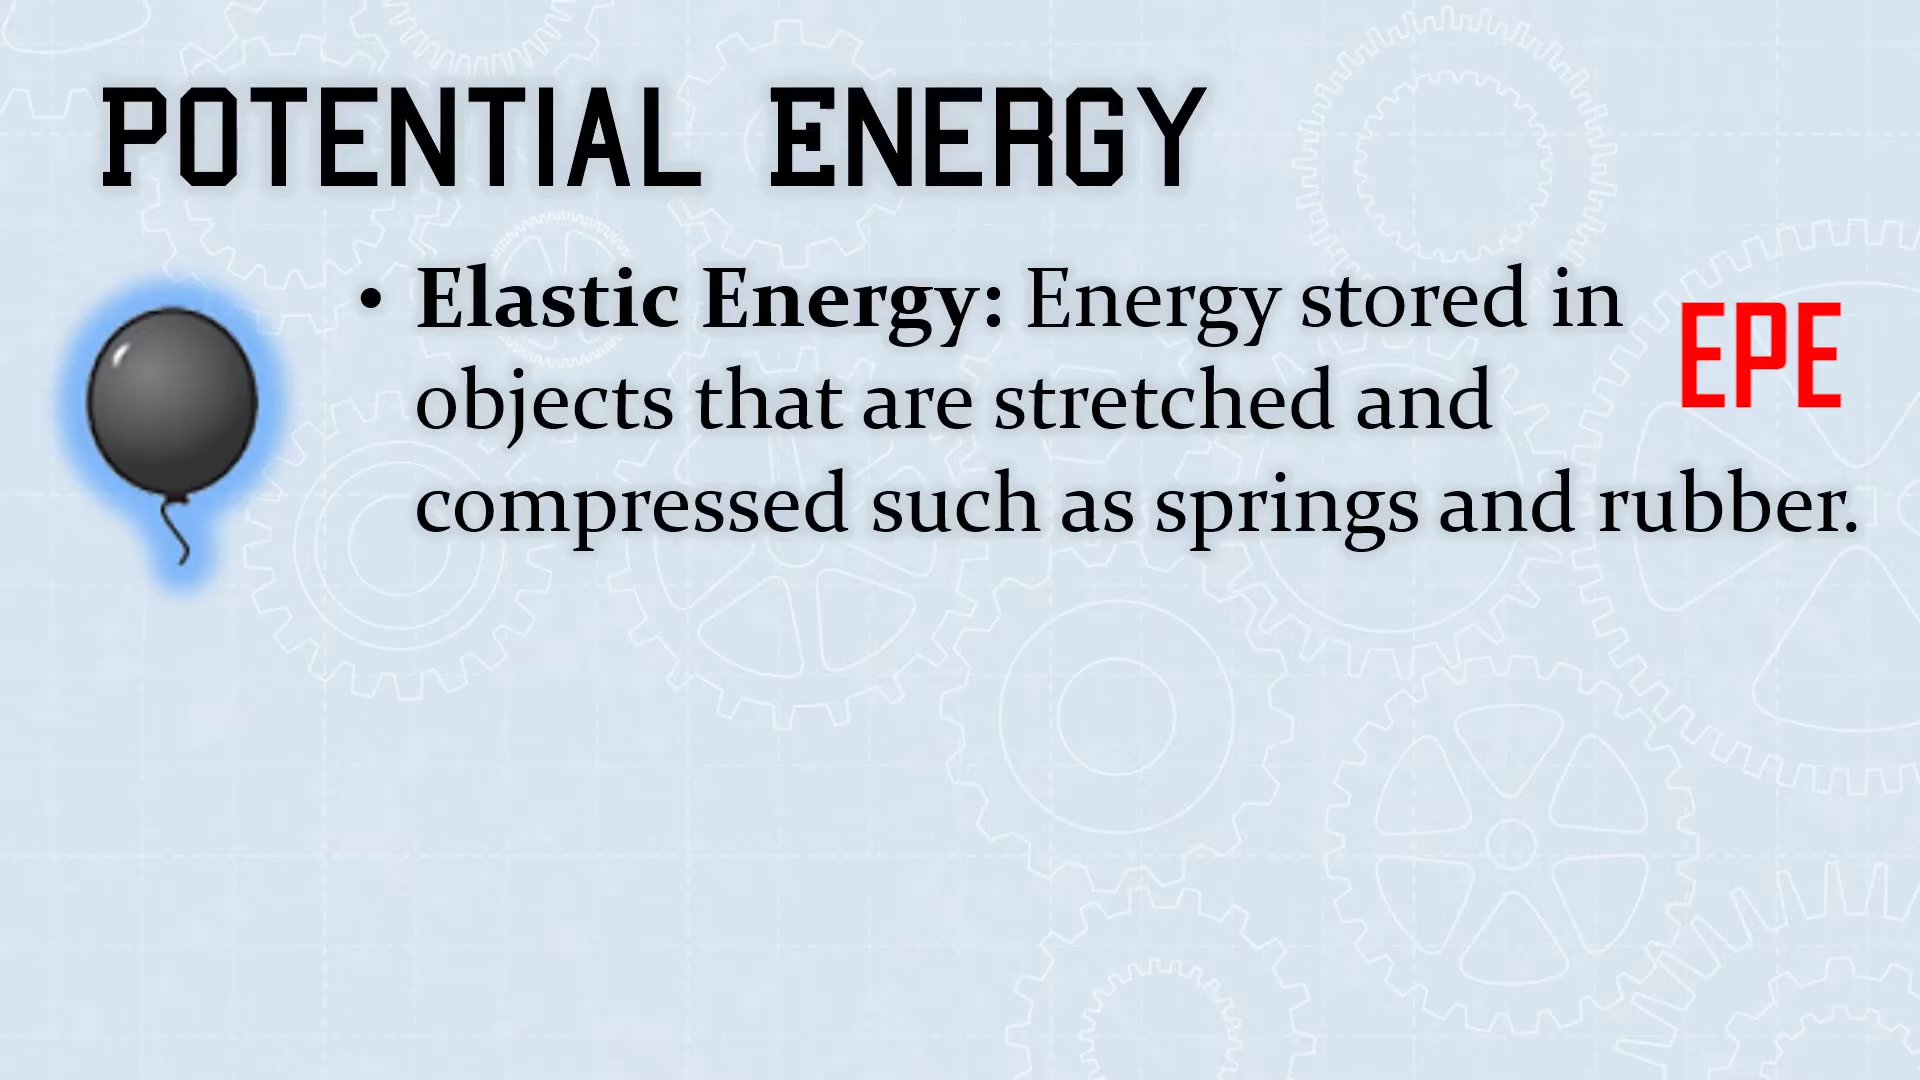 Potential Energy
• Elastic Energy: Energy stored in
objects that are stretched and
compressed such as springs and rubber.
EPE